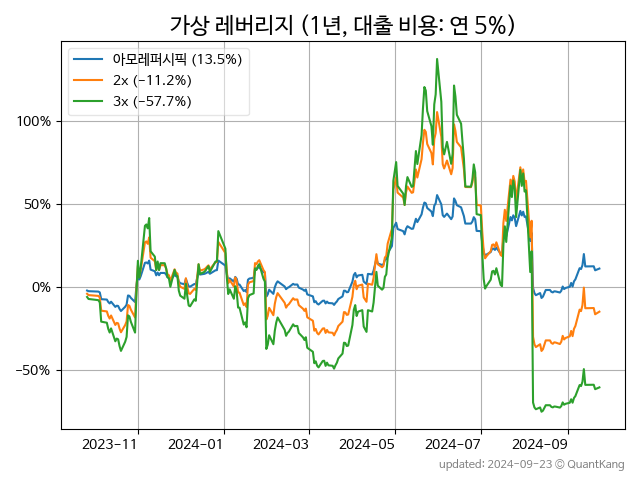 가상 레버리지 (1년, 대출 비용: 연 5%)
아모레퍼시픽 (13.5%)
2x (−11.2%)
3x (−57.7%)
100%
50%
0%
−50%
2023-11 2024-01 2024-03 2024-05 2024-07 2024-09
updated: 2024-09-23 © QuantKang